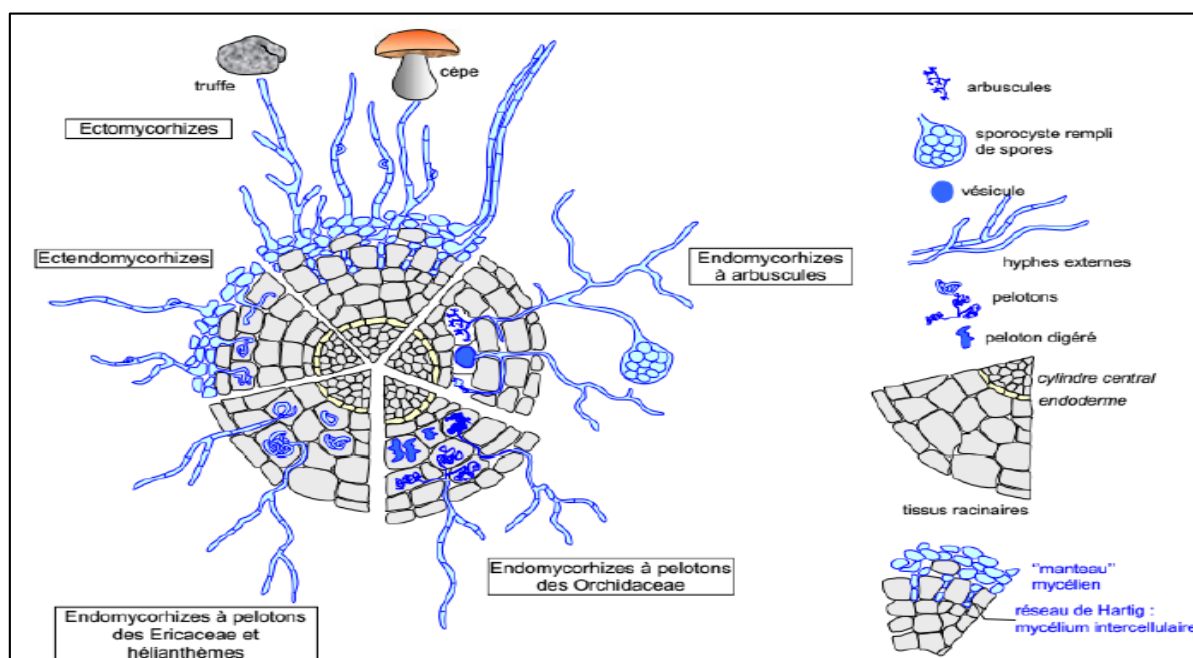 truffe
cèpe
Ectomycorhizes
Ectendomycorhizes
Endomycorhizes
à arbuscules
Endomycorhizes à pelotons
des Orchidaceae
Endomycorhizes à pelotons
des Ericaceae et
hélianthèmes
arbuscules
sporocyste rempli
de spores
vésicule
hyphes externes
pelotons
peloton digéré
cylindre central
endoderme
tissus racinaires
"manteau"
mycélien
réseau de Hartig :
mycélium intercellulaire